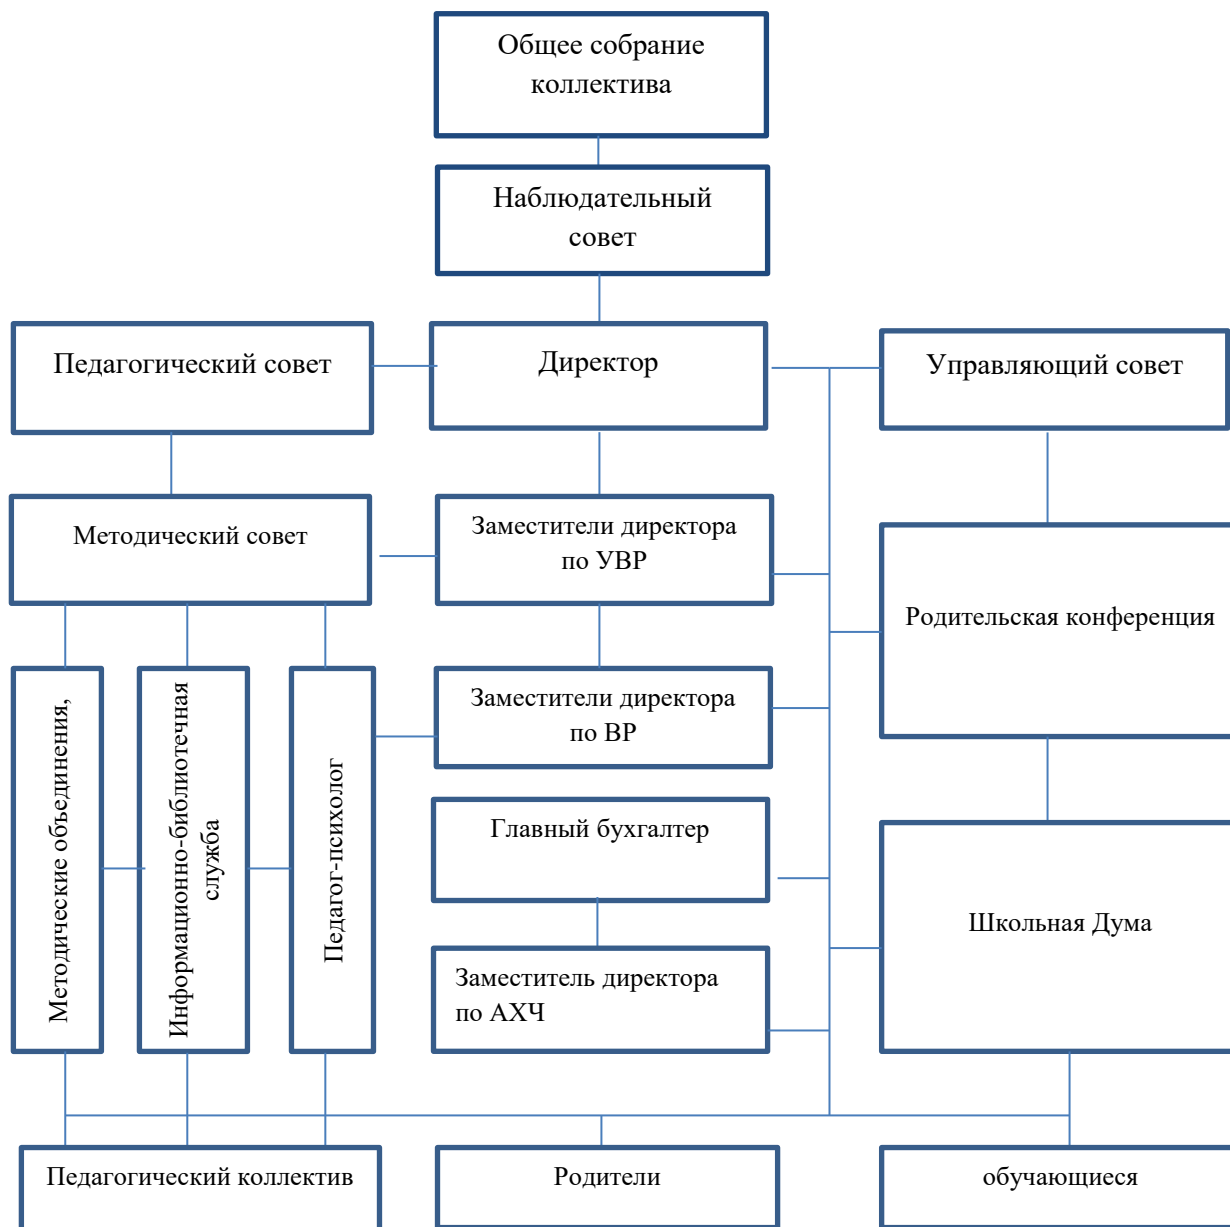 Общее собрание
коллектива
Наблюдательный
совет
Педагогический совет
Директор
Управляющий совет
Методический совет
Заместители директора
по УВР
Родительская конференция
Методические объединения,
Информационно-библиотечная
служба
Педагог-психолог
Заместители директора
по ВР
Главный бухгалтер
Школьная Дума
Заместитель директора
по АХЧ
Педагогический коллектив
Родители
обучающиеся